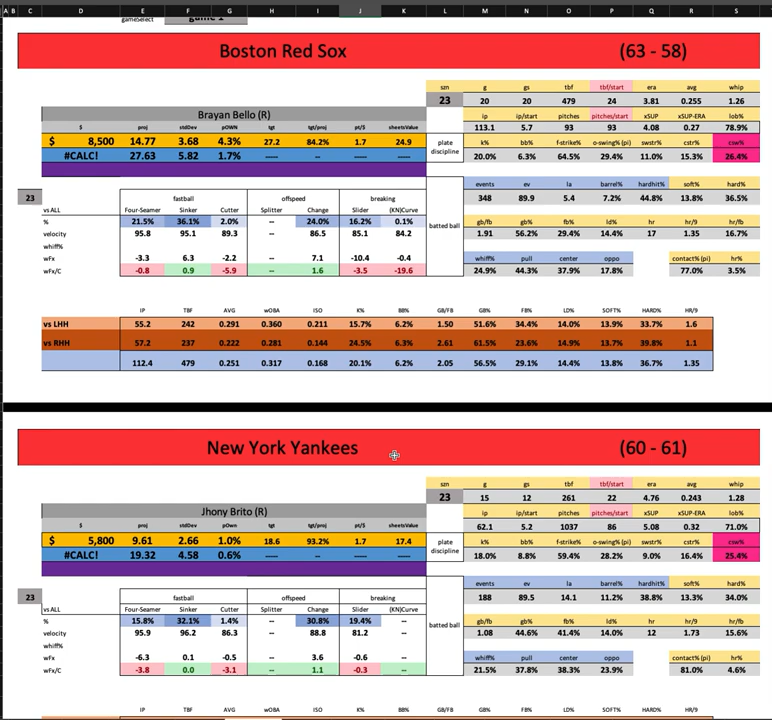 A B C D E F G H I J K L M N O P Q R S
gameSelect game 1
Boston Red Sox (63 - 58)
sm g gs tbf tbf/start era avg whip
23 20 20 479 24 3.81 0.255 1.26
Brayan Bello (R) ip ip/start pitches pitches/start xSUP xSUP-ERA lob%
$ proj stdDev pOWN tgt tgt/proj pt/$ sheetsValue 113.1 5.7 93 93 4.08 0.27 78.9%
$ 8,500 14.77 3.68 4.3% 27.2 84.2% 1.7 24.9 plate discipline k% bb% f-strike% o-swing% (pi) swstr% cstr% csw%
#CALC! 27.63 5.82 1.7% ---- ---- ---- ---- 20.0% 6.3% 64.5% 29.4% 11.0% 15.3% 26.4%
events ev la barrel% hardhit% soft% hard%
23 fastball offspeed breaking 348 89.9 5.4 7.2% 44.8% 13.8% 36.5%
vs ALL Four-Seamer Sinker Cutter Splitter Change Slider (KN)Curve
% 21.5% 36.1% 2.0% -- 24.0% 16.2% 0.1% batted ball gb/fb gb% fb% ld% hr hr/9 hr/fb
velocity 95.8 95.1 89.3 -- 86.5 85.1 84.2 1.91 56.2% 29.4% 14.4% 17 1.35 16.7%
whiff%
wFx -3.3 6.3 -2.2 7.1 -10.4 -0.4 whiff% pull center oppo contact% (pi) hr%
wFx/C -0.8 0.9 -5.9 -- 1.6 -3.5 -19.6 24.9% 44.3% 37.9% 17.8% 77.0% 3.5%
IP TBF AVG wOBA ISO K% BB% GB/FB GB% FB% LD% SOFT% HARD% HR/9
vs LHH 55.2 242 0.291 0.360 0.211 15.7% 6.2% 1.50 51.6% 34.4% 14.0% 13.9% 33.7% 1.6
vs RHH 57.2 237 0.222 0.281 0.144 24.5% 6.3% 2.61 61.5% 23.6% 14.9% 13.7% 39.8% 1.1
112.4 479 0.251 0.317 0.168 20.1% 6.2% 2.05 56.5% 29.1% 14.4% 13.8% 36.7% 1.35
New York Yankees (60 - 61)
sm g gs tbf tbf/start era avg whip
23 15 12 261 22 4.76 0.243 1.28
Jhony Brito (R) ip ip/start pitches pitches/start xSUP xSUP-ERA lob%
$ proj stdDev pOwn tgt tgt/proj pt/$ sheetsValue 62.1 5.2 1037 86 5.08 0.32 71.0%
$ 5,800 9.61 2.66 1.0% 18.6 93.2% 1.7 17.4 plate discipline k% bb% f-strike% o-swing% (pi) swstr% cstr% csw%
#CALC! 19.32 4.58 0.6% ---- ---- ---- ---- 18.0% 8.8% 59.4% 28.2% 9.0% 16.4% 25.4%
events ev la barrel% hardhit% soft% hard%
23 fastball offspeed breaking 188 89.5 14.1 11.2% 38.8% 13.3% 34.0%
vs ALL Four-Seamer Sinker Cutter Splitter Change Slider (KN)Curve
% 15.8% 32.1% 1.4% -- 30.8% 19.4% -- batted ball gb/fb gb% fb% ld% hr hr/9 hr/fb
velocity 95.9 96.2 86.3 -- 88.8 81.2 -- 1.08 44.6% 41.4% 14.0% 12 1.73 15.6%
whiff%
wFx -6.3 0.1 -0.5 -- 3.6 -0.6 -- whiff% pull center oppo contact% (pi) hr%
wFx/C -3.8 0.0 -3.1 -- 1.1 -0.3 -- 21.5% 37.8% 38.3% 23.9% 81.0% 4.6%
IP TBF AVG wOBA ISO K% BB% GB/FB GB% FB% LD% SOFT% HARD% HR/9